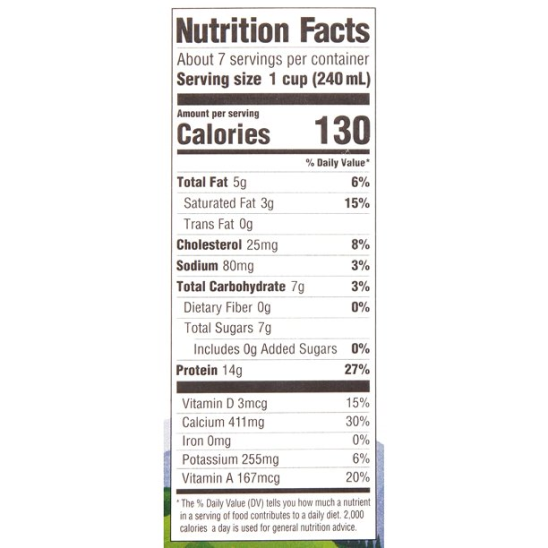 Nutrition Facts
About 7 servings per container
Serving size 1 cup (240 mL)
Amount per serving
Calories 130
% Daily Value*
Total Fat 5g 6%
Saturated Fat 3g 15%
Trans Fat 0g
Cholesterol 25mg 8%
Sodium 80mg 3%
Total Carbohydrate 7g 3%
Dietary Fiber 0g 0%
Total Sugars 7g
Includes 0g Added Sugars 0%
Protein 14g 27%
Vitamin D 3mcg 15%
Calcium 411mg 30%
Iron 0mg 0%
Potassium 255mg 6%
Vitamin A 167mcg 20%
* The % Daily Value (DV) tells you how much a nutrient
in a serving of food contributes to a daily diet. 2,000
calories a day is used for general nutrition advice.